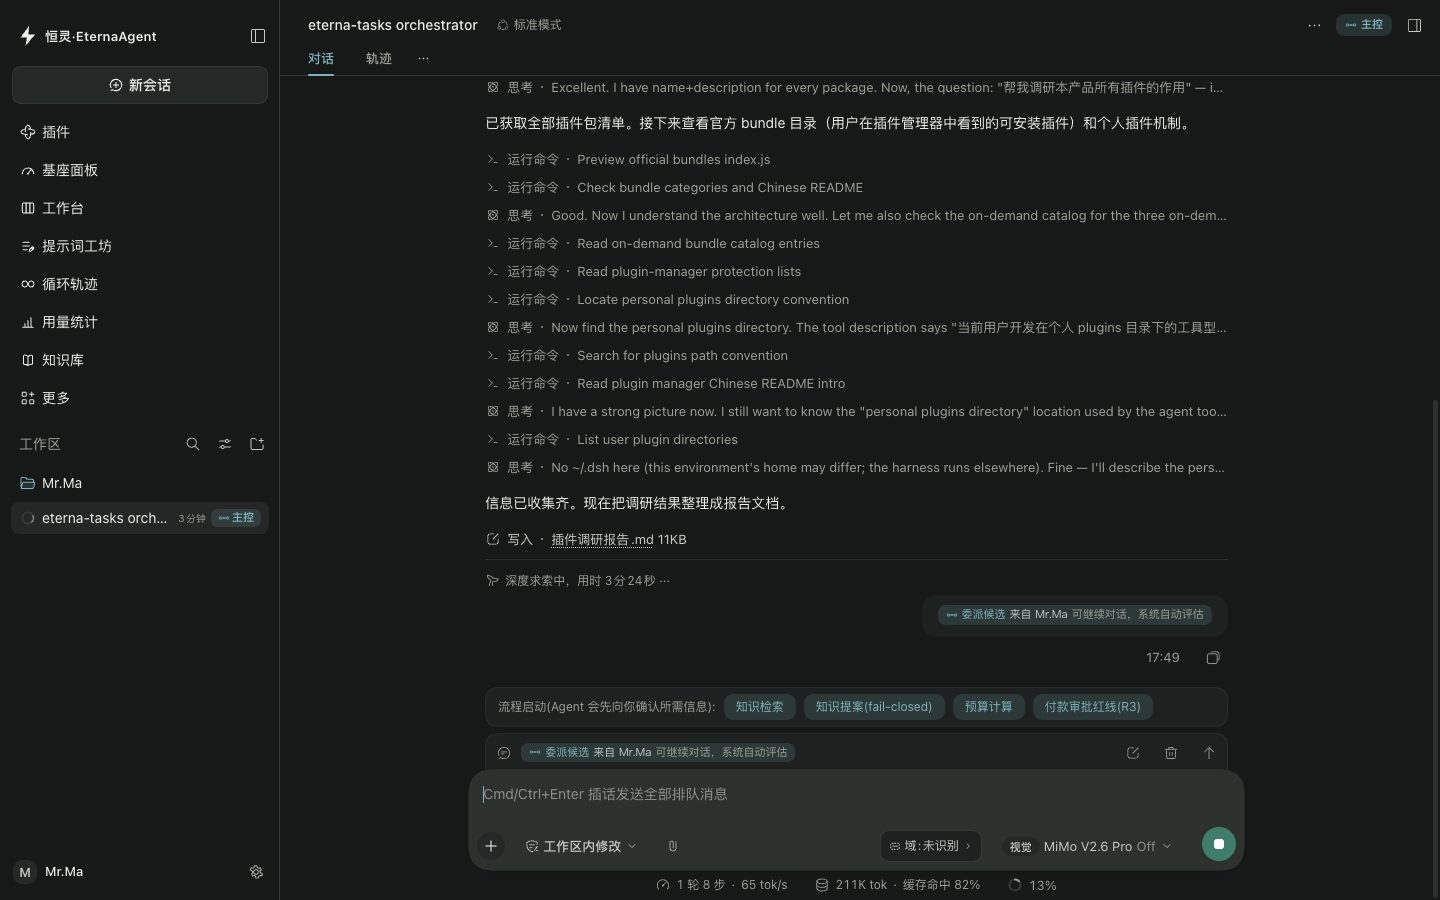 恒灵·EternaAgent
新会话
插件
基座面板
工作台
提示词工坊
循环轨迹
用量统计
知识库
更多
工作区
Mr.Ma
eterna-tasks orch... 3分钟 主控
M Mr.Ma
eterna-tasks orchestrator 标准模式 ··· 主控
对话 轨迹 ···
思考 · Excellent. I have name+description for every package. Now, the question: "帮我调研本产品所有插件的作用" — i...
已获取全部插件包清单。接下来查看官方 bundle 目录（用户在插件管理器中看到的可安装插件）和个人插件机制。
运行命令 · Preview official bundles index.js
运行命令 · Check bundle categories and Chinese README
思考 · Good. Now I understand the architecture well. Let me also check the on-demand catalog for the three on-dem...
运行命令 · Read on-demand bundle catalog entries
运行命令 · Read plugin-manager protection lists
运行命令 · Locate personal plugins directory convention
思考 · Now find the personal plugins directory. The tool description says "当前用户开发在个人 plugins 目录下的工具型...
运行命令 · Search for plugins path convention
运行命令 · Read plugin manager Chinese README intro
思考 · I have a strong picture now. I still want to know the "personal plugins directory" location used by the agent too...
运行命令 · List user plugin directories
思考 · No ~/.dsh here (this environment's home may differ; the harness runs elsewhere). Fine — I'll describe the pers...
信息已收集齐。现在把调研结果整理成报告文档。
写入 · 插件调研报告.md 11KB
深度求索中，用时 3分24秒 ···
委派候选 来自 Mr.Ma 可继续对话，系统自动评估
17:49
流程启动(Agent 会先向你确认所需信息): 知识检索 知识提案(fail-closed) 预算计算 付款审批红线(R3)
委派候选 来自 Mr.Ma 可继续对话，系统自动评估
Cmd/Ctrl+Enter 插话发送全部排队消息
工作区内修改 域:未识别 › 视觉 MiMo V2.6 Pro Off
1 轮 8 步 · 65 tok/s 211K tok · 缓存命中 82% 13%